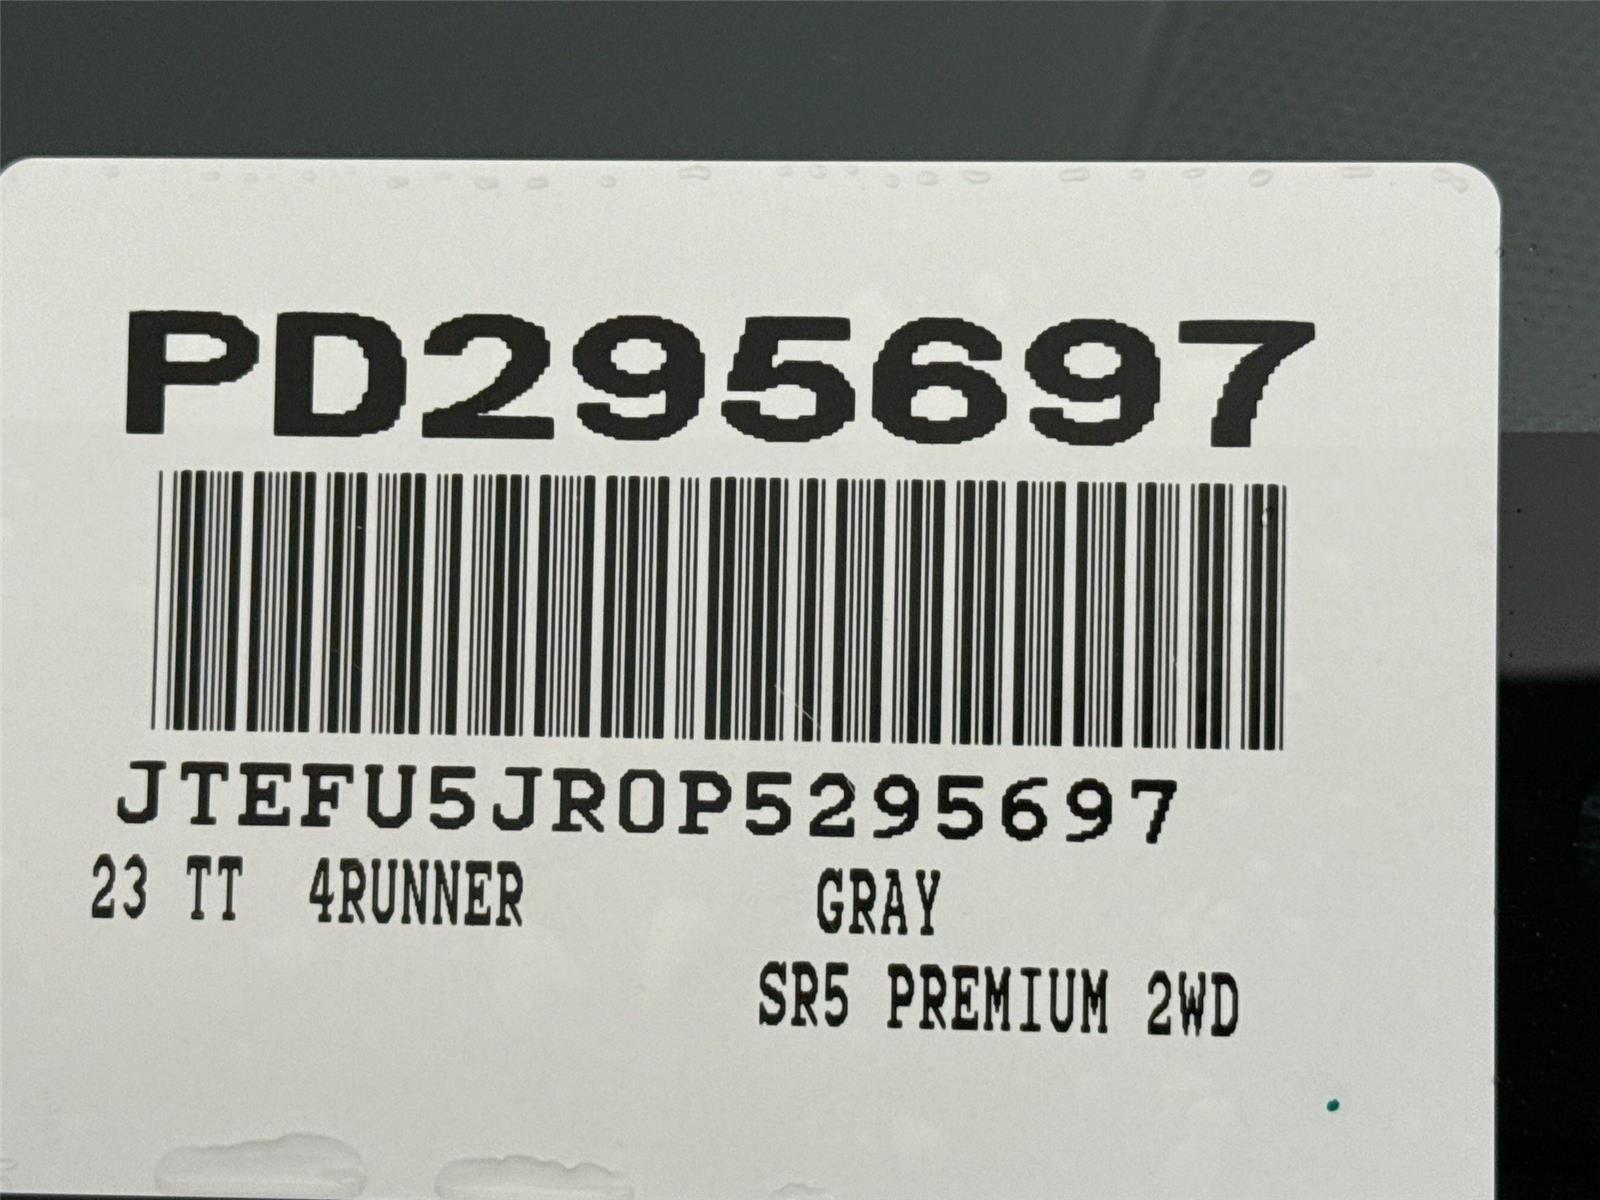 PD295697
JTEFU5JR0P5295697
23 TT 4RUNNER GRAY
SR5 PREMIUM 2WD